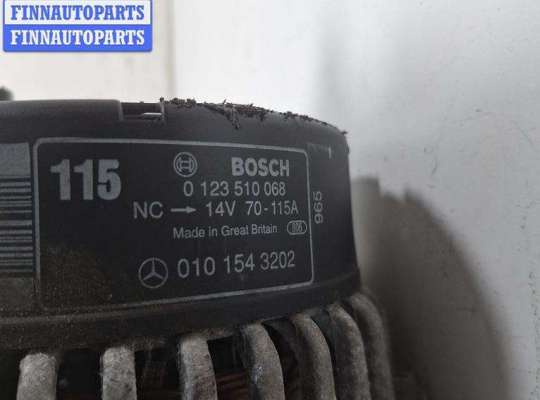 FINNAUTOPARTS
FINNAUTOPARTS
115
BOSCH
0 123 510 068
NC → 14V 70-115A
Made in Great Britain
965
010 154 3202